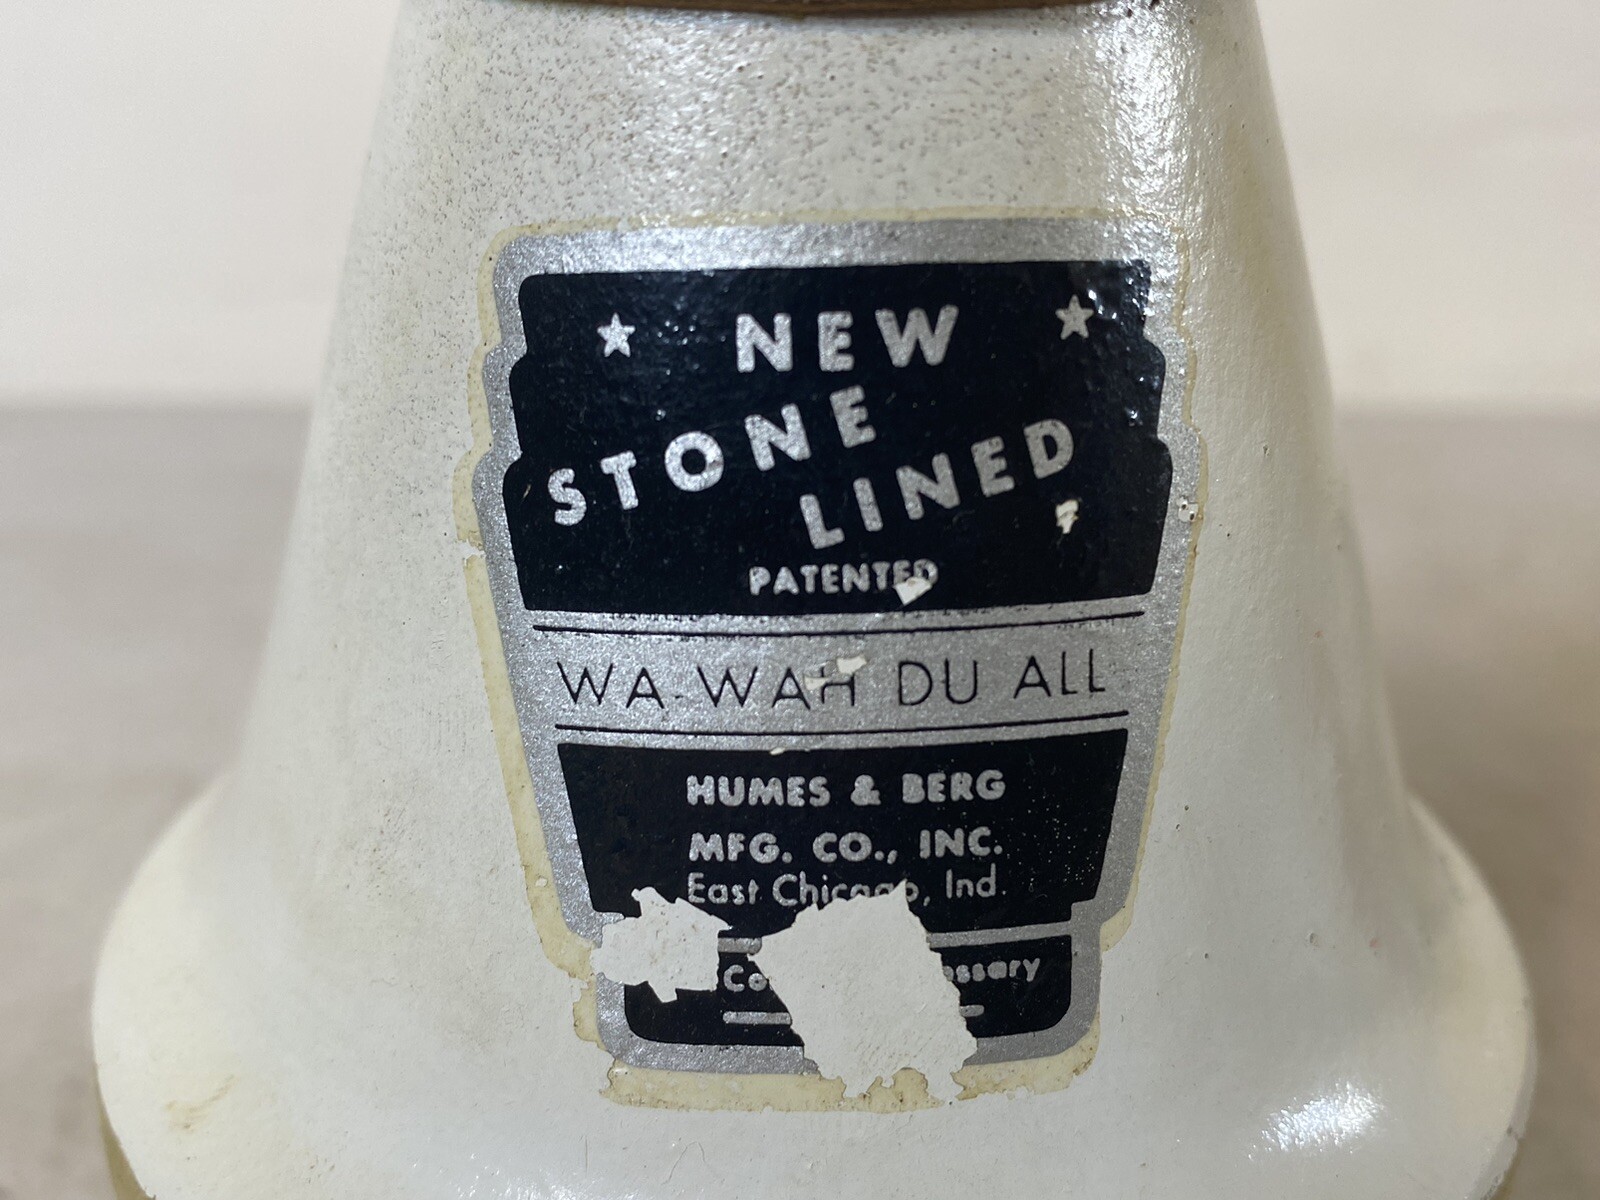 NEW
STONE
LINED
PATENTED
WA-WAH DU ALL
HUMES & BERG
MFG. CO., INC.
East Chicago, Ind.